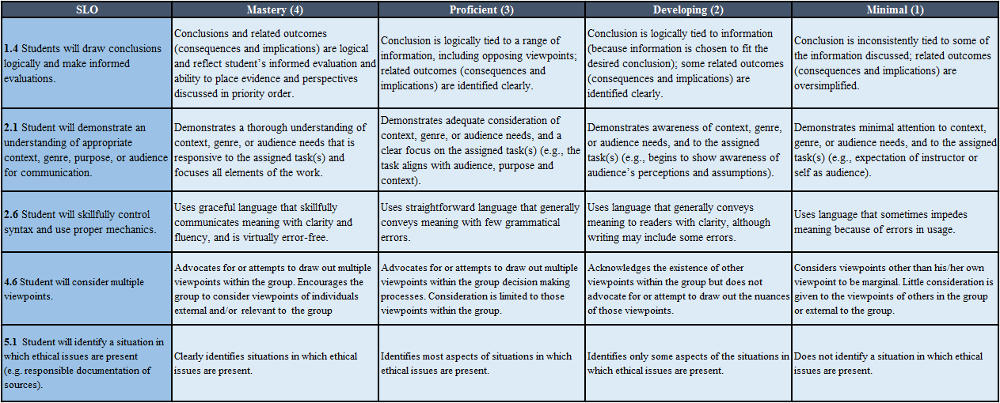 SLO
Mastery (4)
Proficient (3)
Developing (2)
Minimal (1)
1.4 Students will draw conclusions
logically and make informed
evaluations.
Conclusions and related outcomes
(consequences and implications) are logical
and reflect student’s informed evaluation and
ability to place evidence and perspectives
discussed in priority order.
Conclusion is logically tied to a range of
information, including opposing viewpoints;
related outcomes (consequences and
implications) are identified clearly.
Conclusion is logically tied to information
(because information is chosen to fit the
desired conclusion); some related outcomes
(consequences and implications) are
identified clearly.
Conclusion is inconsistently tied to some of
the information discussed; related outcomes
(consequences and implications) are
oversimplified.
2.1 Student will demonstrate an
understanding of appropriate
context, genre, purpose, or audience
for communication.
Demonstrates a thorough understanding of
context, genre, or audience needs that is
responsive to the assigned task(s) and
focuses all elements of the work.
Demonstrates adequate consideration of
context, genre, or audience needs, and a
clear focus on the assigned task(s) (e.g., the
task aligns with audience, purpose and
context).
Demonstrates awareness of context, genre,
or audience needs, and to the assigned
task(s) (e.g., begins to show awareness of
audience’s perceptions and assumptions).
Demonstrates minimal attention to context,
genre, or audience needs, and to the assigned
task(s) (e.g., expectation of instructor or
self as audience).
2.6 Student will skillfully control
syntax and use proper mechanics.
Uses graceful language that skillfully
communicates meaning with clarity and
fluency, and is virtually error-free.
Uses straightforward language that generally
conveys meaning with few grammatical
errors.
Uses language that generally conveys
meaning to readers with clarity, although
writing may include some errors.
Uses language that sometimes impedes
meaning because of errors in usage.
4.6 Student will consider multiple
viewpoints.
Advocates for or attempts to draw out multiple
viewpoints within the group. Encourages the
group to consider viewpoints of individuals
external and/or relevant to the group
Advocates for or attempts to draw out multiple
viewpoints within the group decision making
processes. Consideration is limited to those
viewpoints within the group.
Acknowledges the existence of other
viewpoints within the group but does not
advocate for or attempt to draw out the nuances
of those viewpoints.
Considers viewpoints other than his/her own
viewpoint to be marginal. Little consideration is
given to the viewpoints of others in the group
or external to the group.
5.1 Student will identify a situation in
which ethical issues are present
(e.g. responsible documentation of
sources).
Clearly identifies situations in which ethical
issues are present.
Identifies most aspects of situations in which
ethical issues are present.
Identifies only some aspects of the situations in
which ethical issues are present.
Does not identify a situation in which ethical
issues are present.